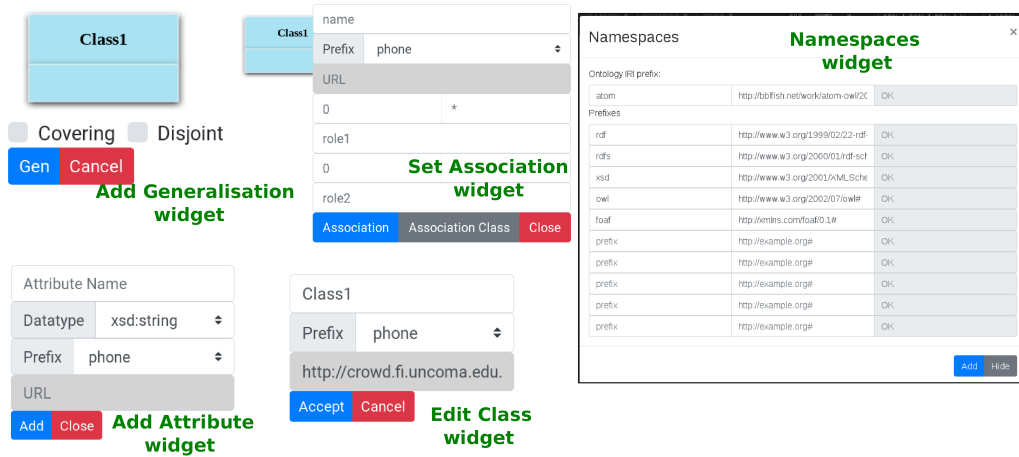 Class1
Covering Disjoint
Gen Cancel
Add Generalisation
widget
Class1
name
Prefix phone
URL
0 *
role1
0
role2
Association Association Class Close
Set Association
widget
Namespaces ×
Namespaces
widget
Ontology IRI prefix:
atom http://bblfish.net/work/atom-owl/20 OK
Prefixes
rdf http://www.w3.org/1999/02/22-rdf- OK
rdfs http://www.w3.org/2000/01/rdf-sch OK
xsd http://www.w3.org/2001/XMLSche OK
owl http://www.w3.org/2002/07/owl# OK
foaf http://xmlns.com/foaf/0.1# OK
prefix http://example.org# OK
prefix http://example.org# OK
prefix http://example.org# OK
prefix http://example.org# OK
prefix http://example.org# OK
Add Hide
Attribute Name
Datatype xsd:string
Prefix phone
URL
Add Close
Add Attribute
widget
Class1
Prefix phone
http://crowd.fi.uncoma.edu.
Accept Cancel
Edit Class
widget